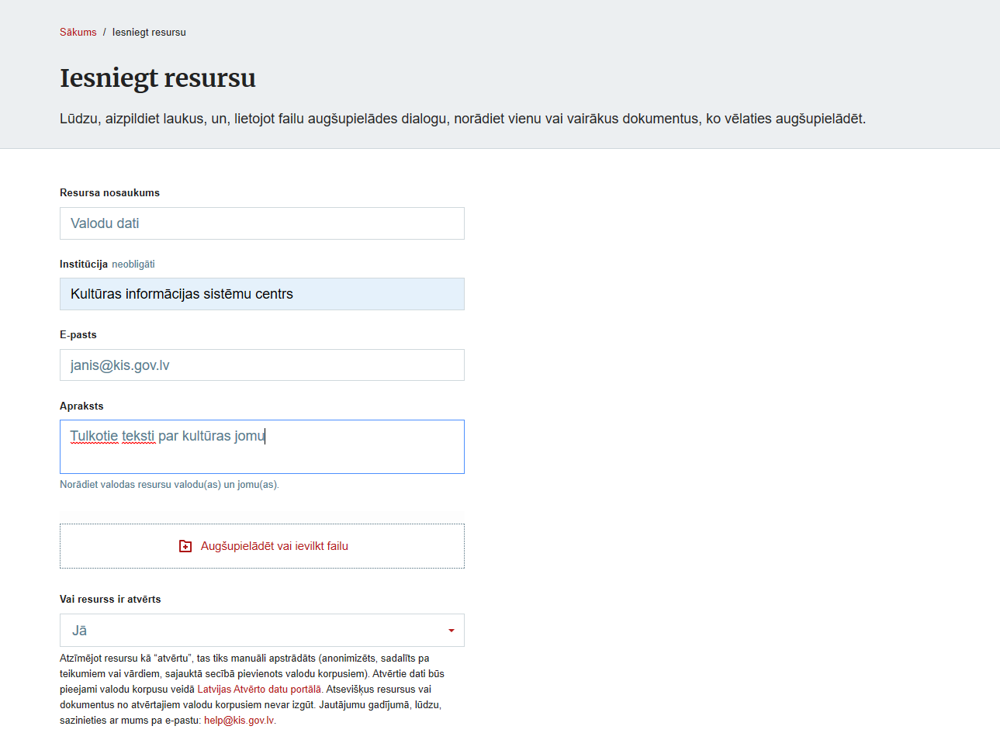 Sākums / Iesniegt resursu
Iesniegt resursu
Lūdzu, aizpildiet laukus, un, lietojot failu augšupielādes dialogu, norādiet vienu vai vairākus dokumentus, ko vēlaties augšupielādēt.
Resursa nosaukums
Valodu dati
Institūcija neobligāti
Kultūras informācijas sistēmu centrs
E-pasts
janis@kis.gov.lv
Apraksts
Tulkotie teksti par kultūras jomu
Norādiet valodas resursu valodu(as) un jomu(as).
Augšupielādēt vai ievilkt failu
Vai resurss ir atvērts
Jā
Atzīmējot resursu kā “atvērtu”, tas tiks manuāli apstrādāts (anonimizēts, sadalīts pa
teikumiem vai vārdiem, sajauktā secībā pievienots valodu korpusiem). Atvērtie dati būs
pieejami valodu korpusu veidā Latvijas Atvērto datu portālā. Atsevišķus resursus vai
dokumentus no atvērtajiem valodu korpusiem nevar izgūt. Jautājumu gadījumā, lūdzu,
sazinieties ar mums pa e-pastu: help@kis.gov.lv.